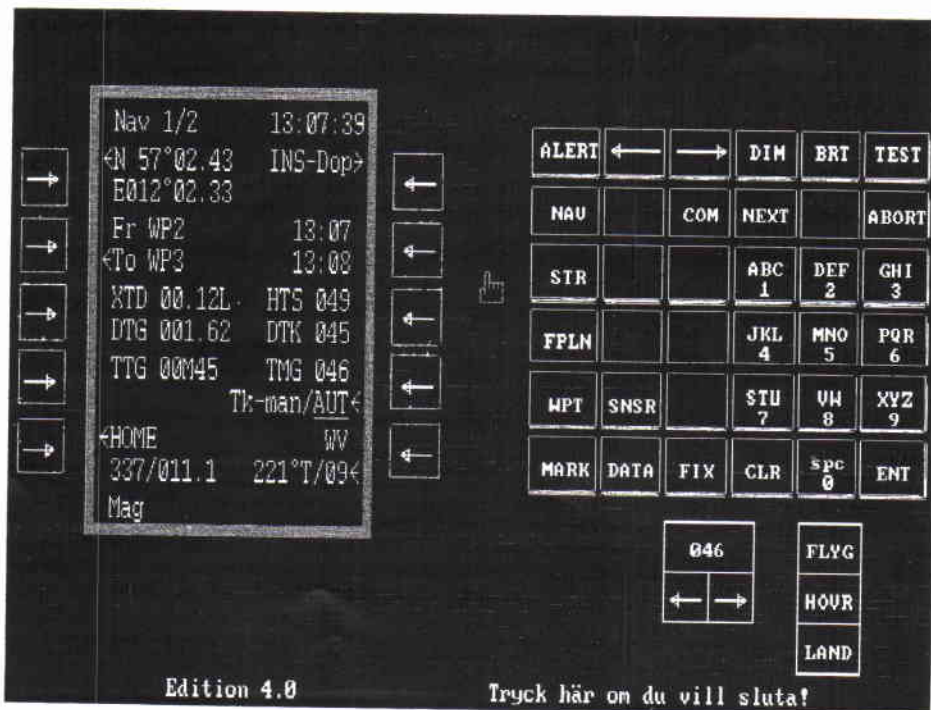 Nav 1/2 13:07:39
<N 57°02.43 INS-Dop>
E012°02.33
Fr WP2 13:07
<To WP3 13:08
XTD 00.12L HTS 049
DTG 001.62 DTK 045
TTG 00M45 TMG 046
Tk-man/AUT<
<HOME WV
337/011.1 221°T/09<
Mag
ALERT ← → DIM BRT TEST
NAV COM NEXT ABORT
STR ABC 1 DEF 2 GHI 3
FPLN JKL 4 MNO 5 PQR 6
WPT SNSR STU 7 VW 8 XYZ 9
MARK DATA FIX CLR spc 0 ENT
046
← →
FLYG
HOVR
LAND
Edition 4.0
Tryck här om du vill sluta!